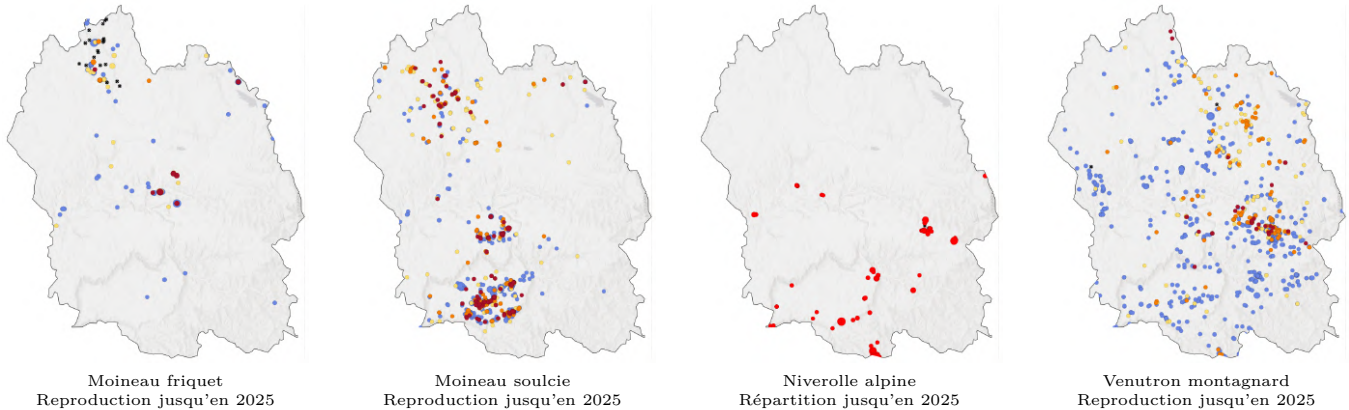 Moineau friquet
Reproduction jusqu'en 2025
Moineau soulcie
Reproduction jusqu'en 2025
Niverolle alpine
Répartition jusqu'en 2025
Venutron montagnard
Reproduction jusqu'en 2025